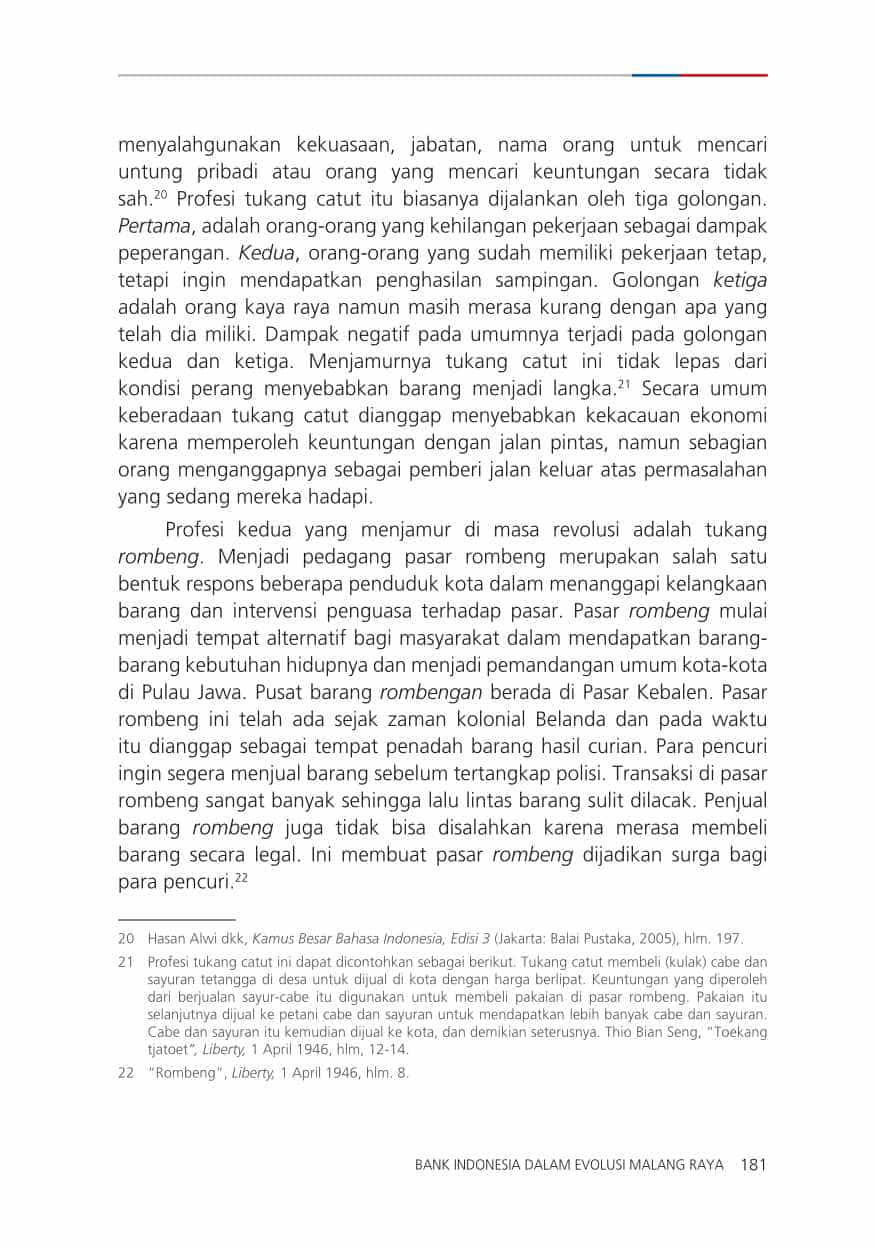 menyalahgunakan kekuasaan, jabatan, nama orang untuk mencari
untung pribadi atau orang yang mencari keuntungan secara tidak
sah.20 Profesi tukang catut itu biasanya dijalankan oleh tiga golongan.
Pertama, adalah orang-orang yang kehilangan pekerjaan sebagai dampak
peperangan. Kedua, orang-orang yang sudah memiliki pekerjaan tetap,
tetapi ingin mendapatkan penghasilan sampingan. Golongan ketiga
adalah orang kaya raya namun masih merasa kurang dengan apa yang
telah dia miliki. Dampak negatif pada umumnya terjadi pada golongan
kedua dan ketiga. Menjamurnya tukang catut ini tidak lepas dari
kondisi perang menyebabkan barang menjadi langka.21 Secara umum
keberadaan tukang catut dianggap menyebabkan kekacauan ekonomi
karena memperoleh keuntungan dengan jalan pintas, namun sebagian
orang menganggapnya sebagai pemberi jalan keluar atas permasalahan
yang sedang mereka hadapi.
Profesi kedua yang menjamur di masa revolusi adalah tukang
rombeng. Menjadi pedagang pasar rombeng merupakan salah satu
bentuk respons beberapa penduduk kota dalam menanggapi kelangkaan
barang dan intervensi penguasa terhadap pasar. Pasar rombeng mulai
menjadi tempat alternatif bagi masyarakat dalam mendapatkan barang-
barang kebutuhan hidupnya dan menjadi pemandangan umum kota-kota
di Pulau Jawa. Pusat barang rombengan berada di Pasar Kebalen. Pasar
rombeng ini telah ada sejak zaman kolonial Belanda dan pada waktu
itu dianggap sebagai tempat penadah barang hasil curian. Para pencuri
ingin segera menjual barang sebelum tertangkap polisi. Transaksi di pasar
rombeng sangat banyak sehingga lalu lintas barang sulit dilacak. Penjual
barang rombeng juga tidak bisa disalahkan karena merasa membeli
barang secara legal. Ini membuat pasar rombeng dijadikan surga bagi
para pencuri.22
20 Hasan Alwi dkk, Kamus Besar Bahasa Indonesia, Edisi 3 (Jakarta: Balai Pustaka, 2005), hlm. 197.
21 Profesi tukang catut ini dapat dicontohkan sebagai berikut. Tukang catut membeli (kulak) cabe dan
sayuran tetangga di desa untuk dijual di kota dengan harga berlipat. Keuntungan yang diperoleh
dari berjualan sayur-cabe itu digunakan untuk membeli pakaian di pasar rombeng. Pakaian itu
selanjutnya dijual ke petani cabe dan sayuran untuk mendapatkan lebih banyak cabe dan sayuran.
Cabe dan sayuran itu kemudian dijual ke kota, dan demikian seterusnya. Thio Bian Seng, "Toekang
tjatoet", Liberty, 1 April 1946, hlm, 12-14.
22 "Rombeng", Liberty, 1 April 1946, hlm. 8.
BANK INDONESIA DALAM EVOLUSI MALANG RAYA 181